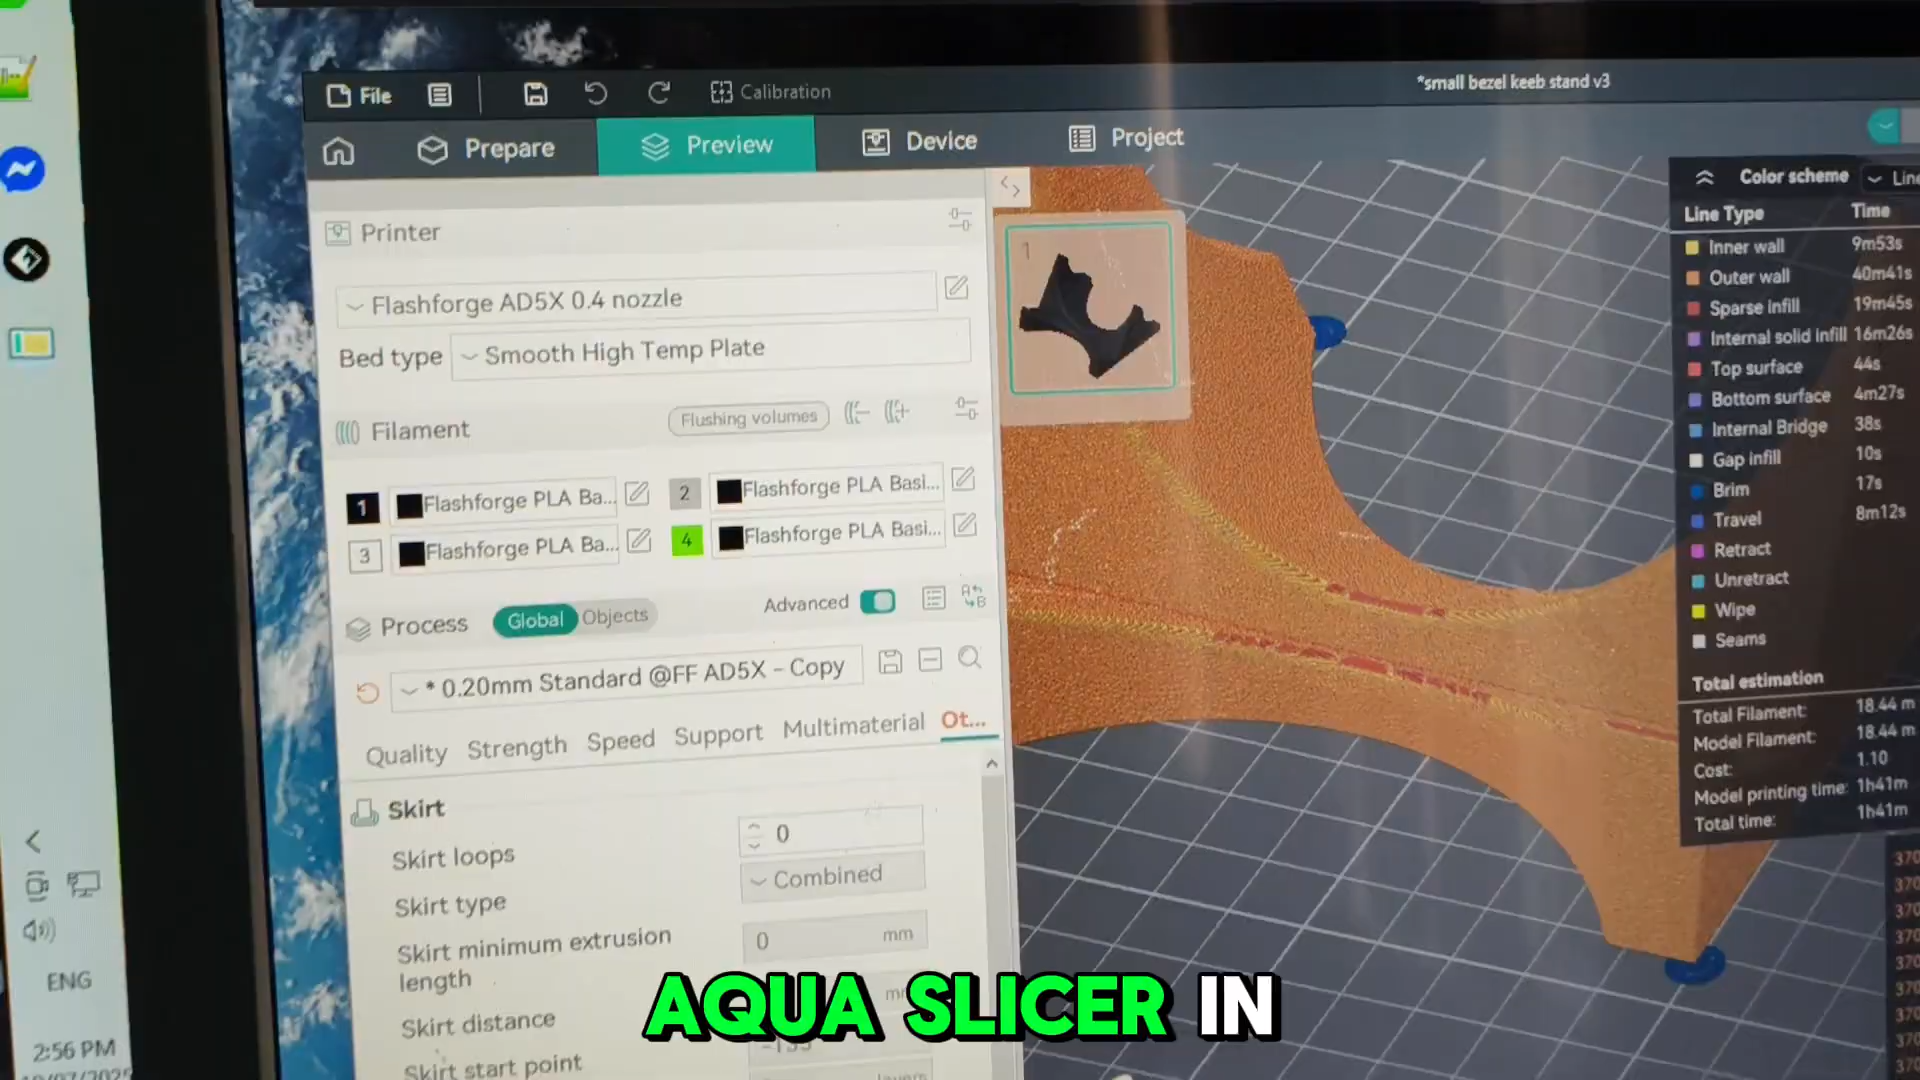 File
Calibration
*small bezel keeb stand v3
Prepare
Preview
Device
Project
Printer
Flashforge AD5X 0.4 nozzle
Bed type
Smooth High Temp Plate
Filament
Flushing volumes
1
Flashforge PLA Ba...
2
Flashforge PLA Basi...
3
Flashforge PLA Ba...
4
Flashforge PLA Basi...
Process
Global
Objects
Advanced
* 0.20mm Standard @FF AD5X - Copy
Quality
Strength
Speed
Support
Multimaterial
Ot...
Skirt
Skirt loops
0
Skirt type
Combined
Skirt minimum extrusion
length
0
mm
Skirt distance
Skirt start point
1
Color scheme
Line Type
Time
Inner wall
9m53s
Outer wall
40m41s
Sparse infill
19m45s
Internal solid infill
16m26s
Top surface
44s
Bottom surface
4m27s
Internal Bridge
38s
Gap infill
10s
Brim
17s
Travel
8m12s
Retract
Unretract
Wipe
Seams
Total estimation
Total Filament:
18.44 m
Model Filament:
18.44 m
Cost:
1.10
Model printing time:
1h41m
Total time:
1h41m
ENG
2:56 PM
AQUA SLICER IN